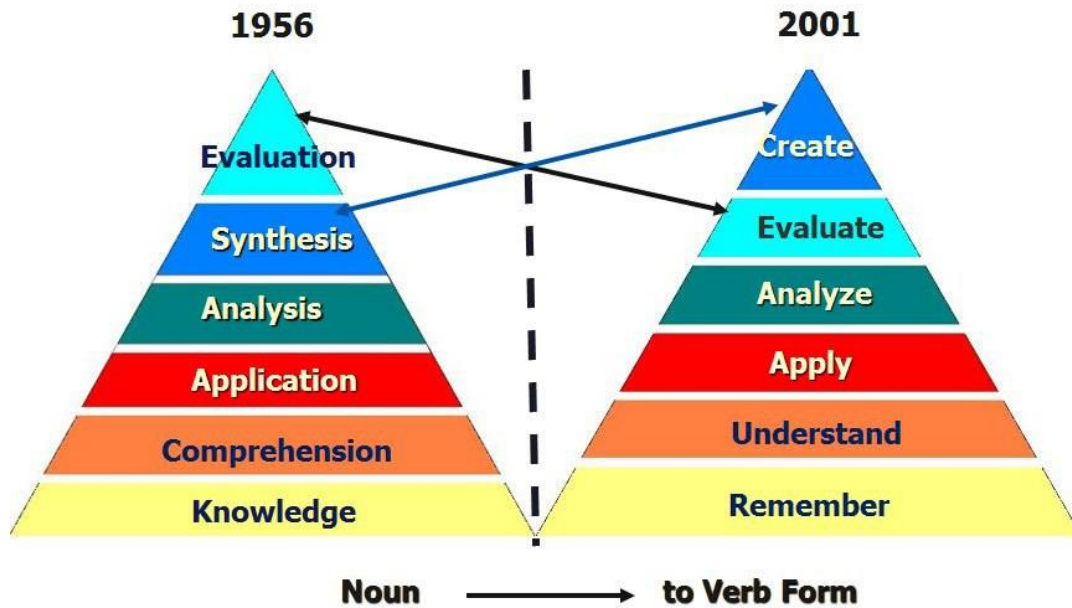 1956
2001
Evaluation
Synthesis
Analysis
Application
Comprehension
Knowledge
Create
Evaluate
Analyze
Apply
Understand
Remember
Noun to Verb Form